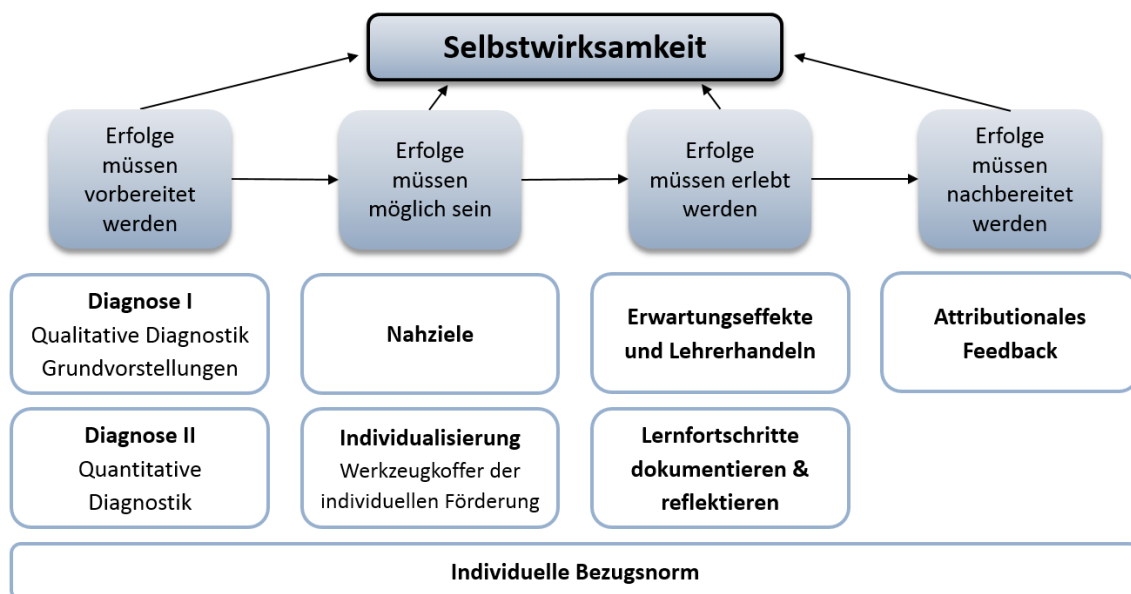 Selbstwirksamkeit
Erfolge
müssen
vorbereitet
werden
Erfolge
müssen
möglich sein
Erfolge
müssen erlebt
werden
Erfolge
müssen
nachbereitet
werden
Diagnose I
Qualitative Diagnostik
Grundvorstellungen
Nahziele
Erwartungseffekte
und Lehrerhandeln
Attributionales
Feedback
Diagnose II
Quantitative
Diagnostik
Individualisierung
Werkzeugkoffer der
individuellen Förderung
Lernfortschritte
dokumentieren &
reflektieren
Individuelle Bezugsnorm